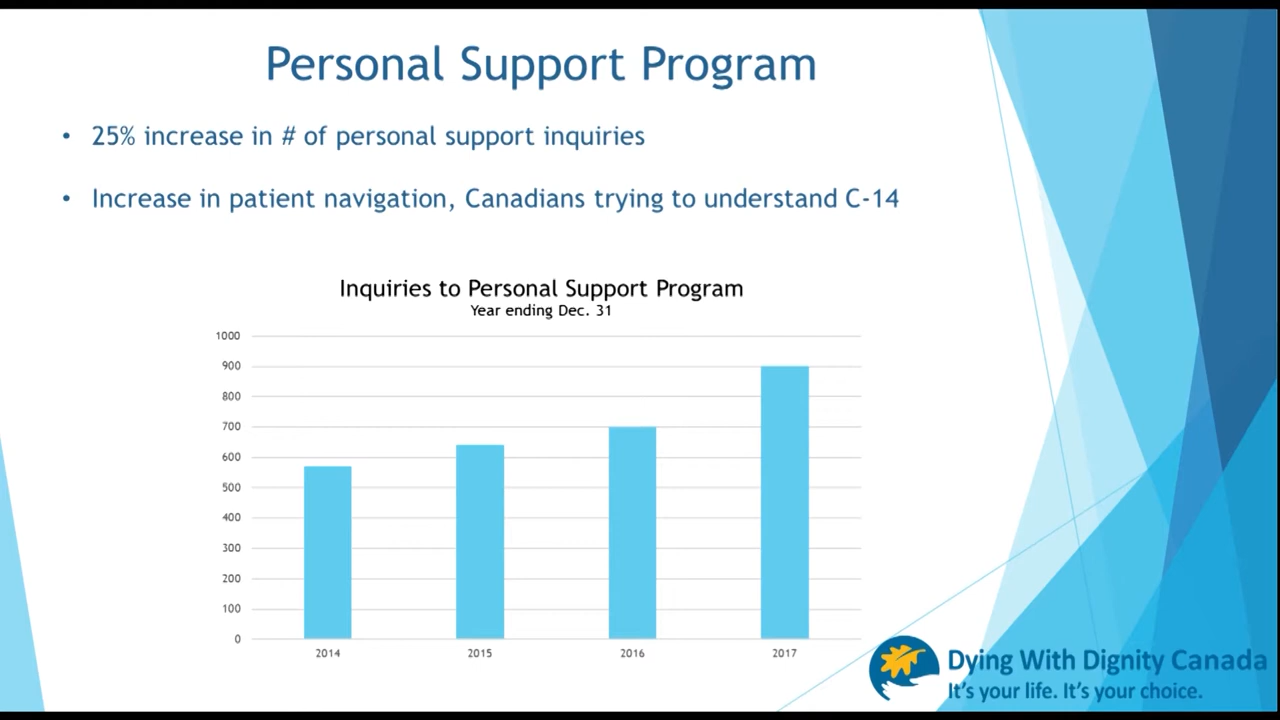 Personal Support Program
• 25% increase in # of personal support inquiries
• Increase in patient navigation, Canadians trying to understand C-14
Inquiries to Personal Support Program
Year ending Dec. 31
1000
900
800
700
600
500
400
300
200
100
0
2014 2015 2016 2017
Dying With Dignity Canada
It's your life. It's your choice.